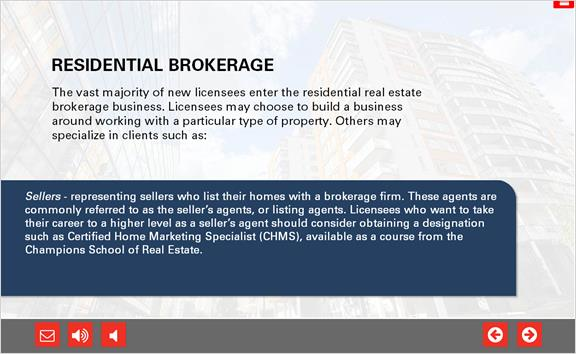 RESIDENTIAL BROKERAGE
The vast majority of new licensees enter the residential real estate
brokerage business. Licensees may choose to build a business
around working with a particular type of property. Others may
specialize in clients such as:
Sellers - representing sellers who list their homes with a brokerage firm. These agents are
commonly referred to as the seller's agents, or listing agents. Licensees who want to take
their career to a higher level as a seller's agent should consider obtaining a designation
such as Certified Home Marketing Specialist (CHMS), available as a course from the
Champions School of Real Estate.